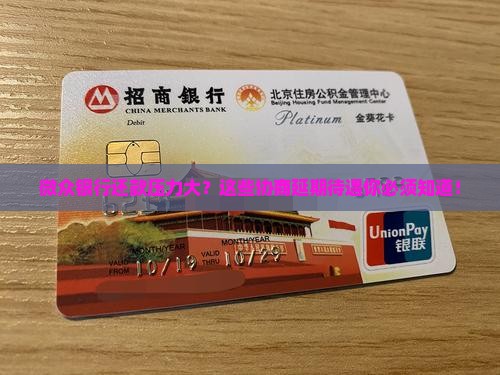 招商银行
CHINA MERCHANTS BANK
Debit
北京住房公积金管理中心
Beijing Housing Fund Management Center
Platinum 金葵花卡
微众银行还款压力大？这些协商延期待遇你必须知道！
MONTH/YEAR MONTH/YEAR
VALID FROM 10/19 VALID THRU 10/29
UnionPay
银联